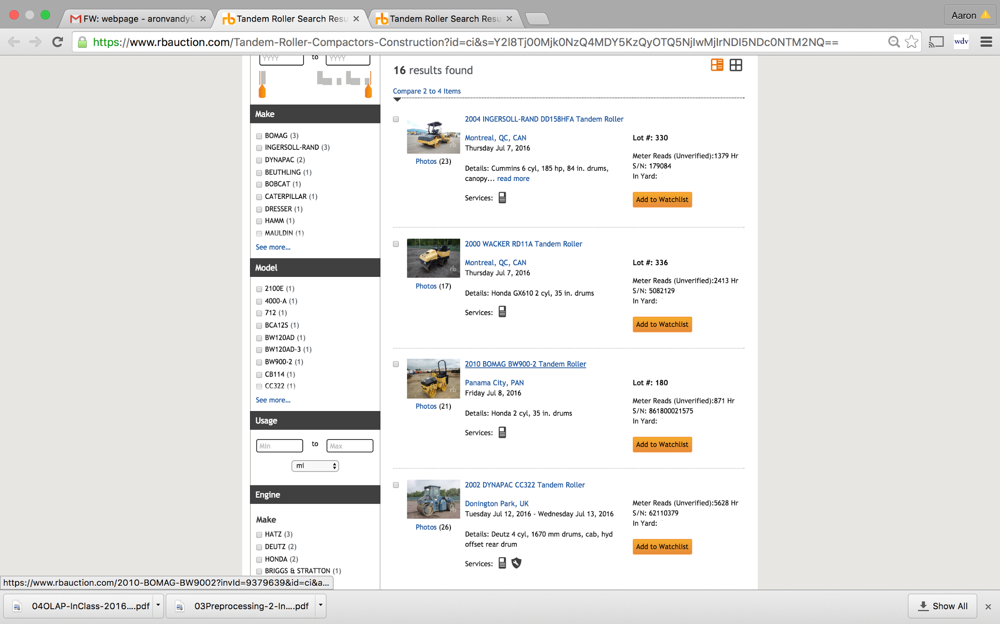 FW: webpage - aronvandy0
Tandem Roller Search Resu
Tandem Roller Search Resu
Aaron
https://www.rbauction.com/Tandem-Roller-Compactors-Construction?id=ci&s=Y2l8Tj00Mjk0NzQ4MDY5KzQyOTQ5NjIwMjIrNDI5NDc0NTM2NQ==
wdv
YYYY to YYYY
Make
BOMAG (3)
INGERSOLL-RAND (3)
DYNAPAC (2)
BEUTHLING (1)
BOBCAT (1)
CATERPILLAR (1)
DRESSER (1)
HAMM (1)
MAULDIN (1)
See more...
Model
2100E (1)
4000-A (1)
712 (1)
BCA12S (1)
BW120AD (1)
BW120AD-3 (1)
BW900-2 (1)
CB114 (1)
CC322 (1)
See more...
Usage
Min to Max
mi
Engine
Make
HATZ (3)
DEUTZ (2)
HONDA (2)
BRIGGS & STRATTON (1)
16 results found
Compare 2 to 4 Items
2004 INGERSOLL-RAND DD158HFA Tandem Roller
Montreal, QC, CAN
Thursday Jul 7, 2016
Photos (23)
Details: Cummins 6 cyl, 185 hp, 84 in. drums,
canopy... read more
Services:
Lot #: 330
Meter Reads (Unverified):1379 Hr
S/N: 179084
In Yard:
Add to Watchlist
2000 WACKER RD11A Tandem Roller
Montreal, QC, CAN
Thursday Jul 7, 2016
Photos (17)
Details: Honda GX610 2 cyl, 35 in. drums
Services:
Lot #: 336
Meter Reads (Unverified):2413 Hr
S/N: 5082129
In Yard:
Add to Watchlist
2010 BOMAG BW900-2 Tandem Roller
Panama City, PAN
Friday Jul 8, 2016
Photos (21)
Details: Honda 2 cyl, 35 in. drums
Services:
Lot #: 180
Meter Reads (Unverified):871 Hr
S/N: 861800021575
In Yard:
Add to Watchlist
2002 DYNAPAC CC322 Tandem Roller
Donington Park, UK
Tuesday Jul 12, 2016 - Wednesday Jul 13, 2016
Photos (26)
Details: Deutz 4 cyl, 1670 mm drums, cab, hyd
offset rear drum
Services:
Meter Reads (Unverified):5628 Hr
S/N: 62110379
In Yard:
Add to Watchlist
https://www.rbauction.com/2010-BOMAG-BW9002?invId=9379639&id=ci&a...
04OLAP-InClass-2016....pdf
03Preprocessing-2-In....pdf
Show All